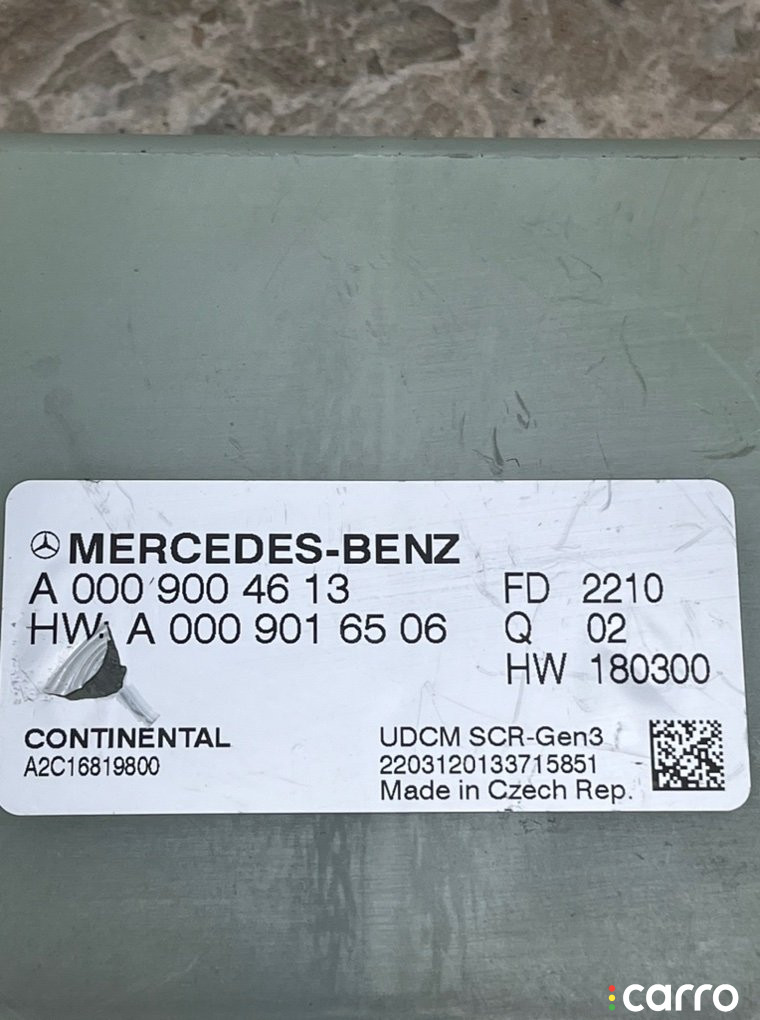 MERCEDES-BENZ
A 000 900 46 13
HW: A 000 901 65 06
FD 2210
Q 02
HW 180300
CONTINENTAL
A2C16819800
UDCM SCR-Gen3
2203120133715851
Made in Czech Rep.
carro